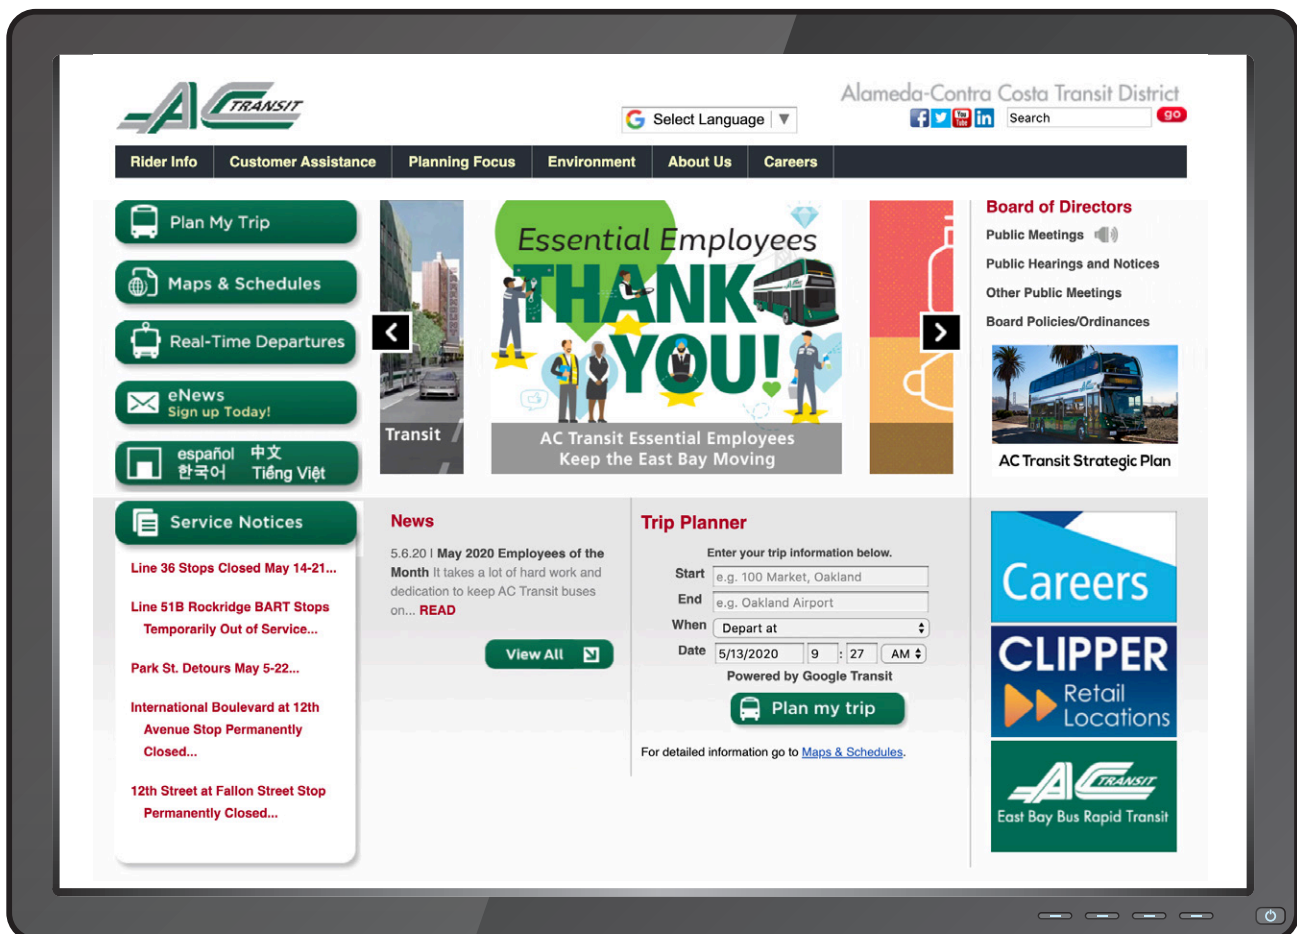 AC TRANSIT
Alameda-Contra Costa Transit District
Select Language
You Tube
Search
go
Rider Info
Customer Assistance
Planning Focus
Environment
About Us
Careers
Plan My Trip
Maps & Schedules
Real-Time Departures
eNews
Sign up Today!
español 中文
한국어 Tiếng Việt
Transit
Essential Employees
THANK
YOU!
AC Transit Essential Employees
Keep the East Bay Moving
Board of Directors
Public Meetings
Public Hearings and Notices
Other Public Meetings
Board Policies/Ordinances
AC Transit Strategic Plan
Service Notices
Line 36 Stops Closed May 14-21...
Line 51B Rockridge BART Stops
Temporarily Out of Service...
Park St. Detours May 5-22...
International Boulevard at 12th
Avenue Stop Permanently
Closed...
12th Street at Fallon Street Stop
Permanently Closed...
News
5.6.20 | May 2020 Employees of the
Month It takes a lot of hard work and
dedication to keep AC Transit buses
on... READ
View All
Trip Planner
Enter your trip information below.
Start e.g. 100 Market, Oakland
End e.g. Oakland Airport
When Depart at
Date 5/13/2020 9 : 27 AM
Powered by Google Transit
Plan my trip
For detailed information go to Maps & Schedules.
Careers
CLIPPER
Retail
Locations
AC TRANSIT
East Bay Bus Rapid Transit